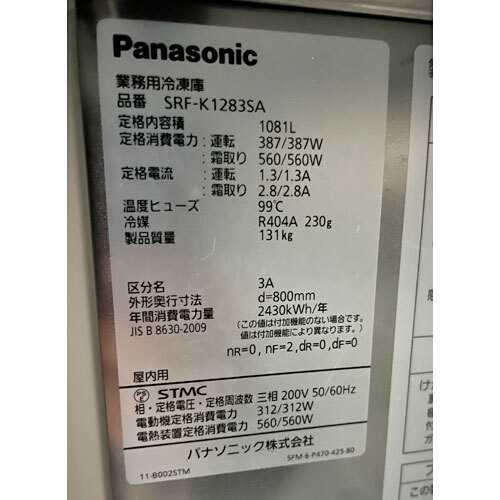 Panasonic
業務用冷凍庫
品番 SRF-K1283SA
定格内容積 1081L
定格消費電力:運転 387/387W
:霜取り 560/560W
定格電流 :運転 1.3/1.3A
:霜取り 2.8/2.8A
温度ヒューズ 99℃
冷媒 R404A 230g
製品質量 131kg
区分名 3A
外形奥行寸法 d=800mm
年間消費電力量 2430kWh/年
JIS B 8630-2009 (この値は付加機能のない場合です。
付加機能により異なります。)
nR=0, nF=2, dR=0, dF=0
屋内用
PS E STMC
相・定格電圧・定格周波数 三相 200V 50/60Hz
電動機定格消費電力 312/312W
電熱装置定格消費電力 560/560W
パナソニック株式会社
11-B002STM 5FM-6-P470-425-80